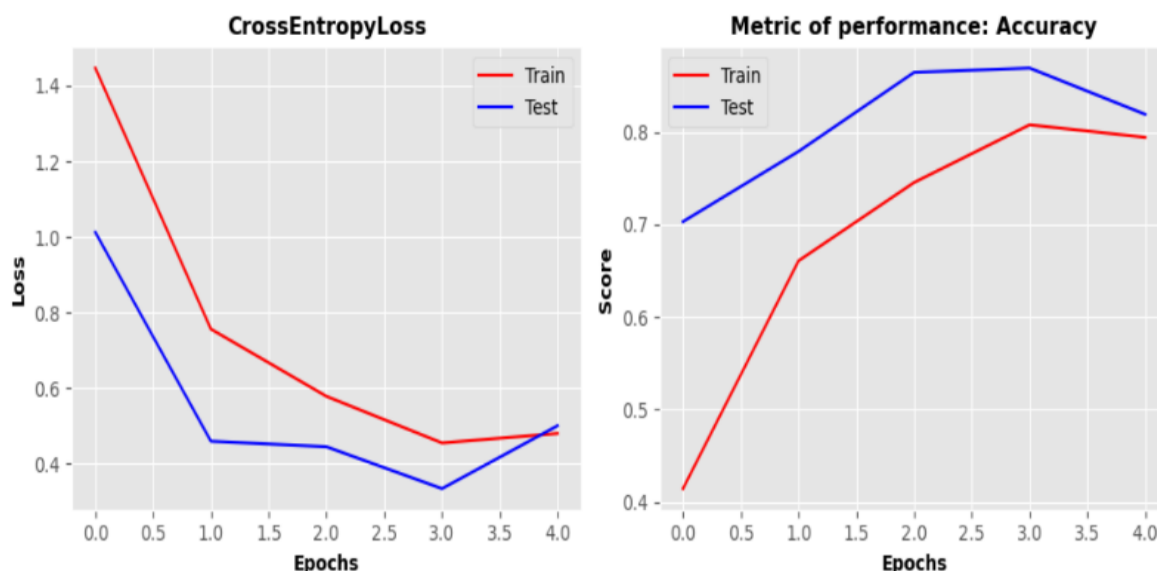 CrossEntropyLoss
1.4
1.2
1.0
0.8
0.6
0.4
Loss
Train
Test
0.0 0.5 1.0 1.5 2.0 2.5 3.0 3.5 4.0
Epochs
Metric of performance: Accuracy
0.8
0.7
0.6
0.5
0.4
Score
Train
Test
0.0 0.5 1.0 1.5 2.0 2.5 3.0 3.5 4.0
Epochs